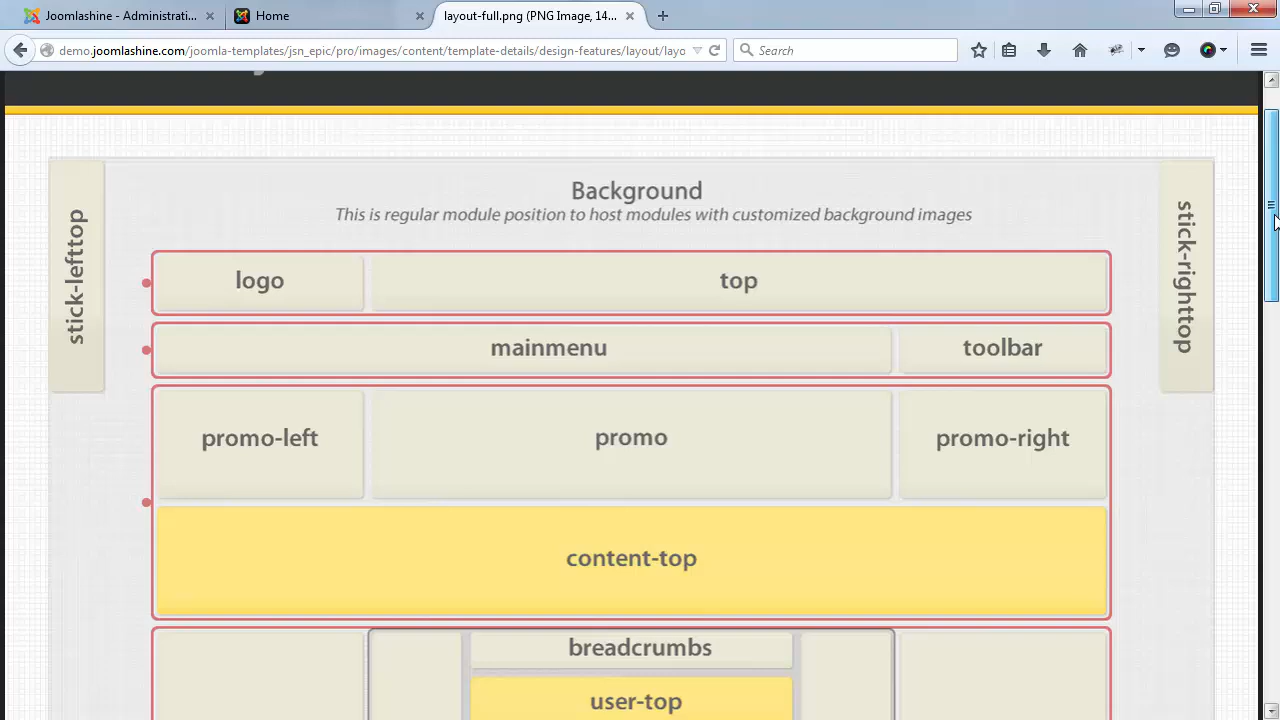 Joomlashine - Administrati...
Home
layout-full.png (PNG Image, 14...
demo.joomlashine.com/joomla-templates/jsn_epic/pro/images/content/template-details/design-features/layout/layo
Search
Background
This is regular module position to host modules with customized background images
stick-lefttop
stick-righttop
logo
top
mainmenu
toolbar
promo-left
promo
promo-right
content-top
breadcrumbs
user-top